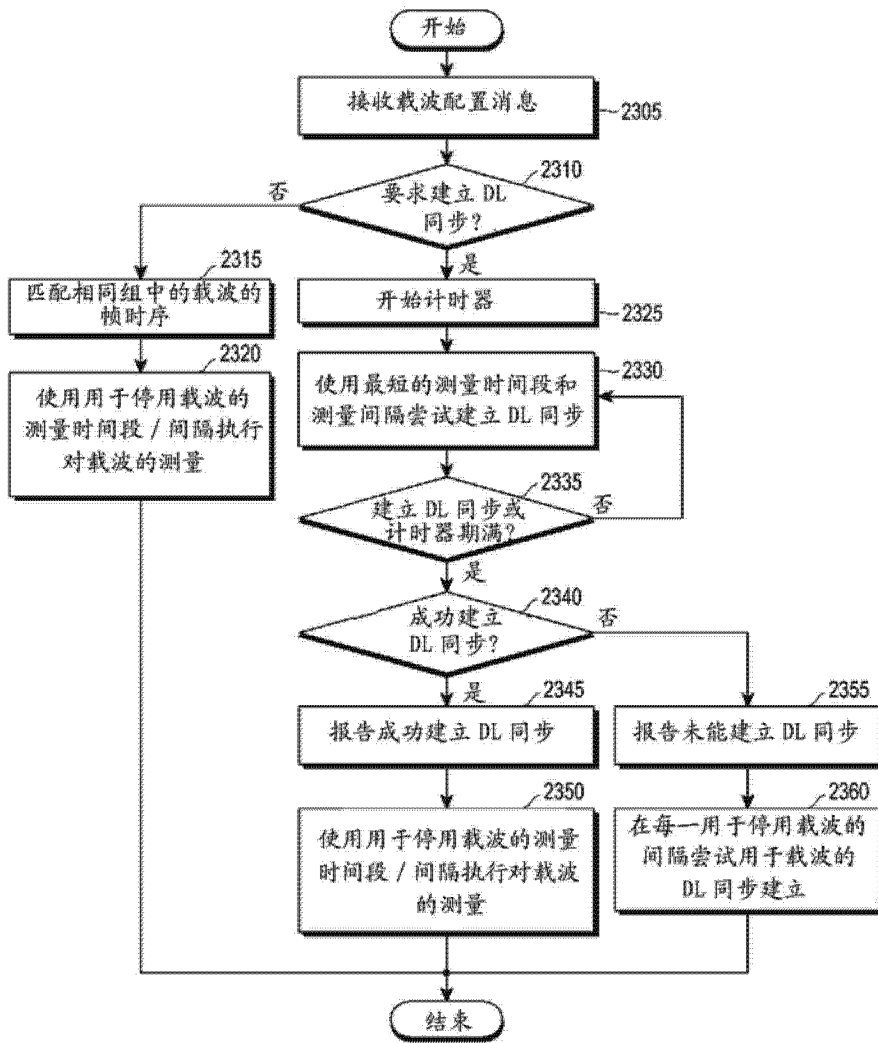 开始
接收载波配置消息
2305
2310
要求建立 DL
同步?
否
是
2315
匹配相同组中的载波的
帧时序
2320
使用用于停用载波的
测量时间段/间隔执行
对载波的测量
开始计时器
2325
2330
使用最短的测量时间段和
测量间隔尝试建立 DL 同步
2335
建立 DL 同步或
计时器期满?
否
是
2340
成功建立
DL 同步?
否
是
2345
报告成功建立 DL 同步
2355
报告未能建立 DL 同步
2350
使用用于停用载波的测量
时间段/间隔执行对载波
的测量
2360
在每一用于停用载波的
间隔尝试用于载波的
DL 同步建立
结束